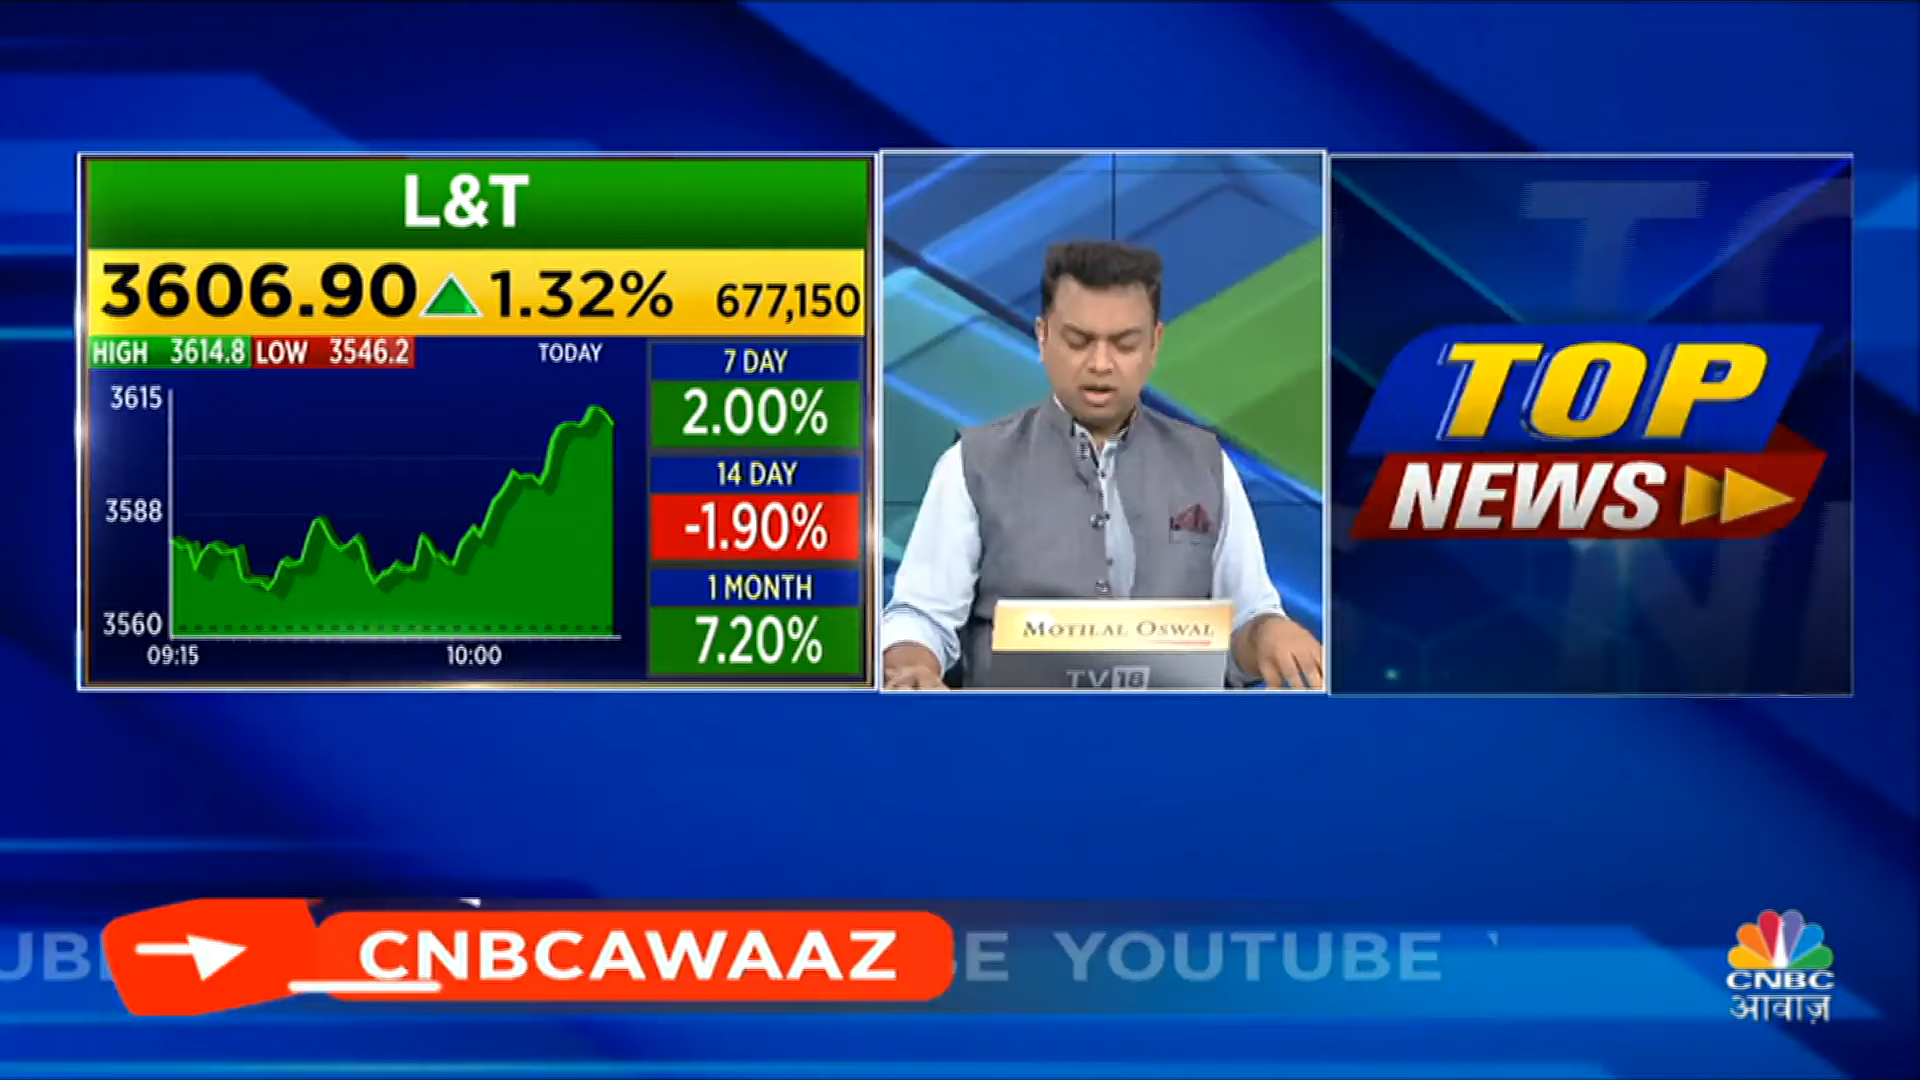 L&T
3606.90 1.32% 677,150
HIGH 3614.8 LOW 3546.2 TODAY
3615
3588
3560
09:15 10:00
7 DAY
2.00%
14 DAY
-1.90%
1 MONTH
7.20%
MOTILAL OSWAL
TV18
TOP
NEWS
CNBCAWAAZ
YOUTUBE
CNBC
आवाज़